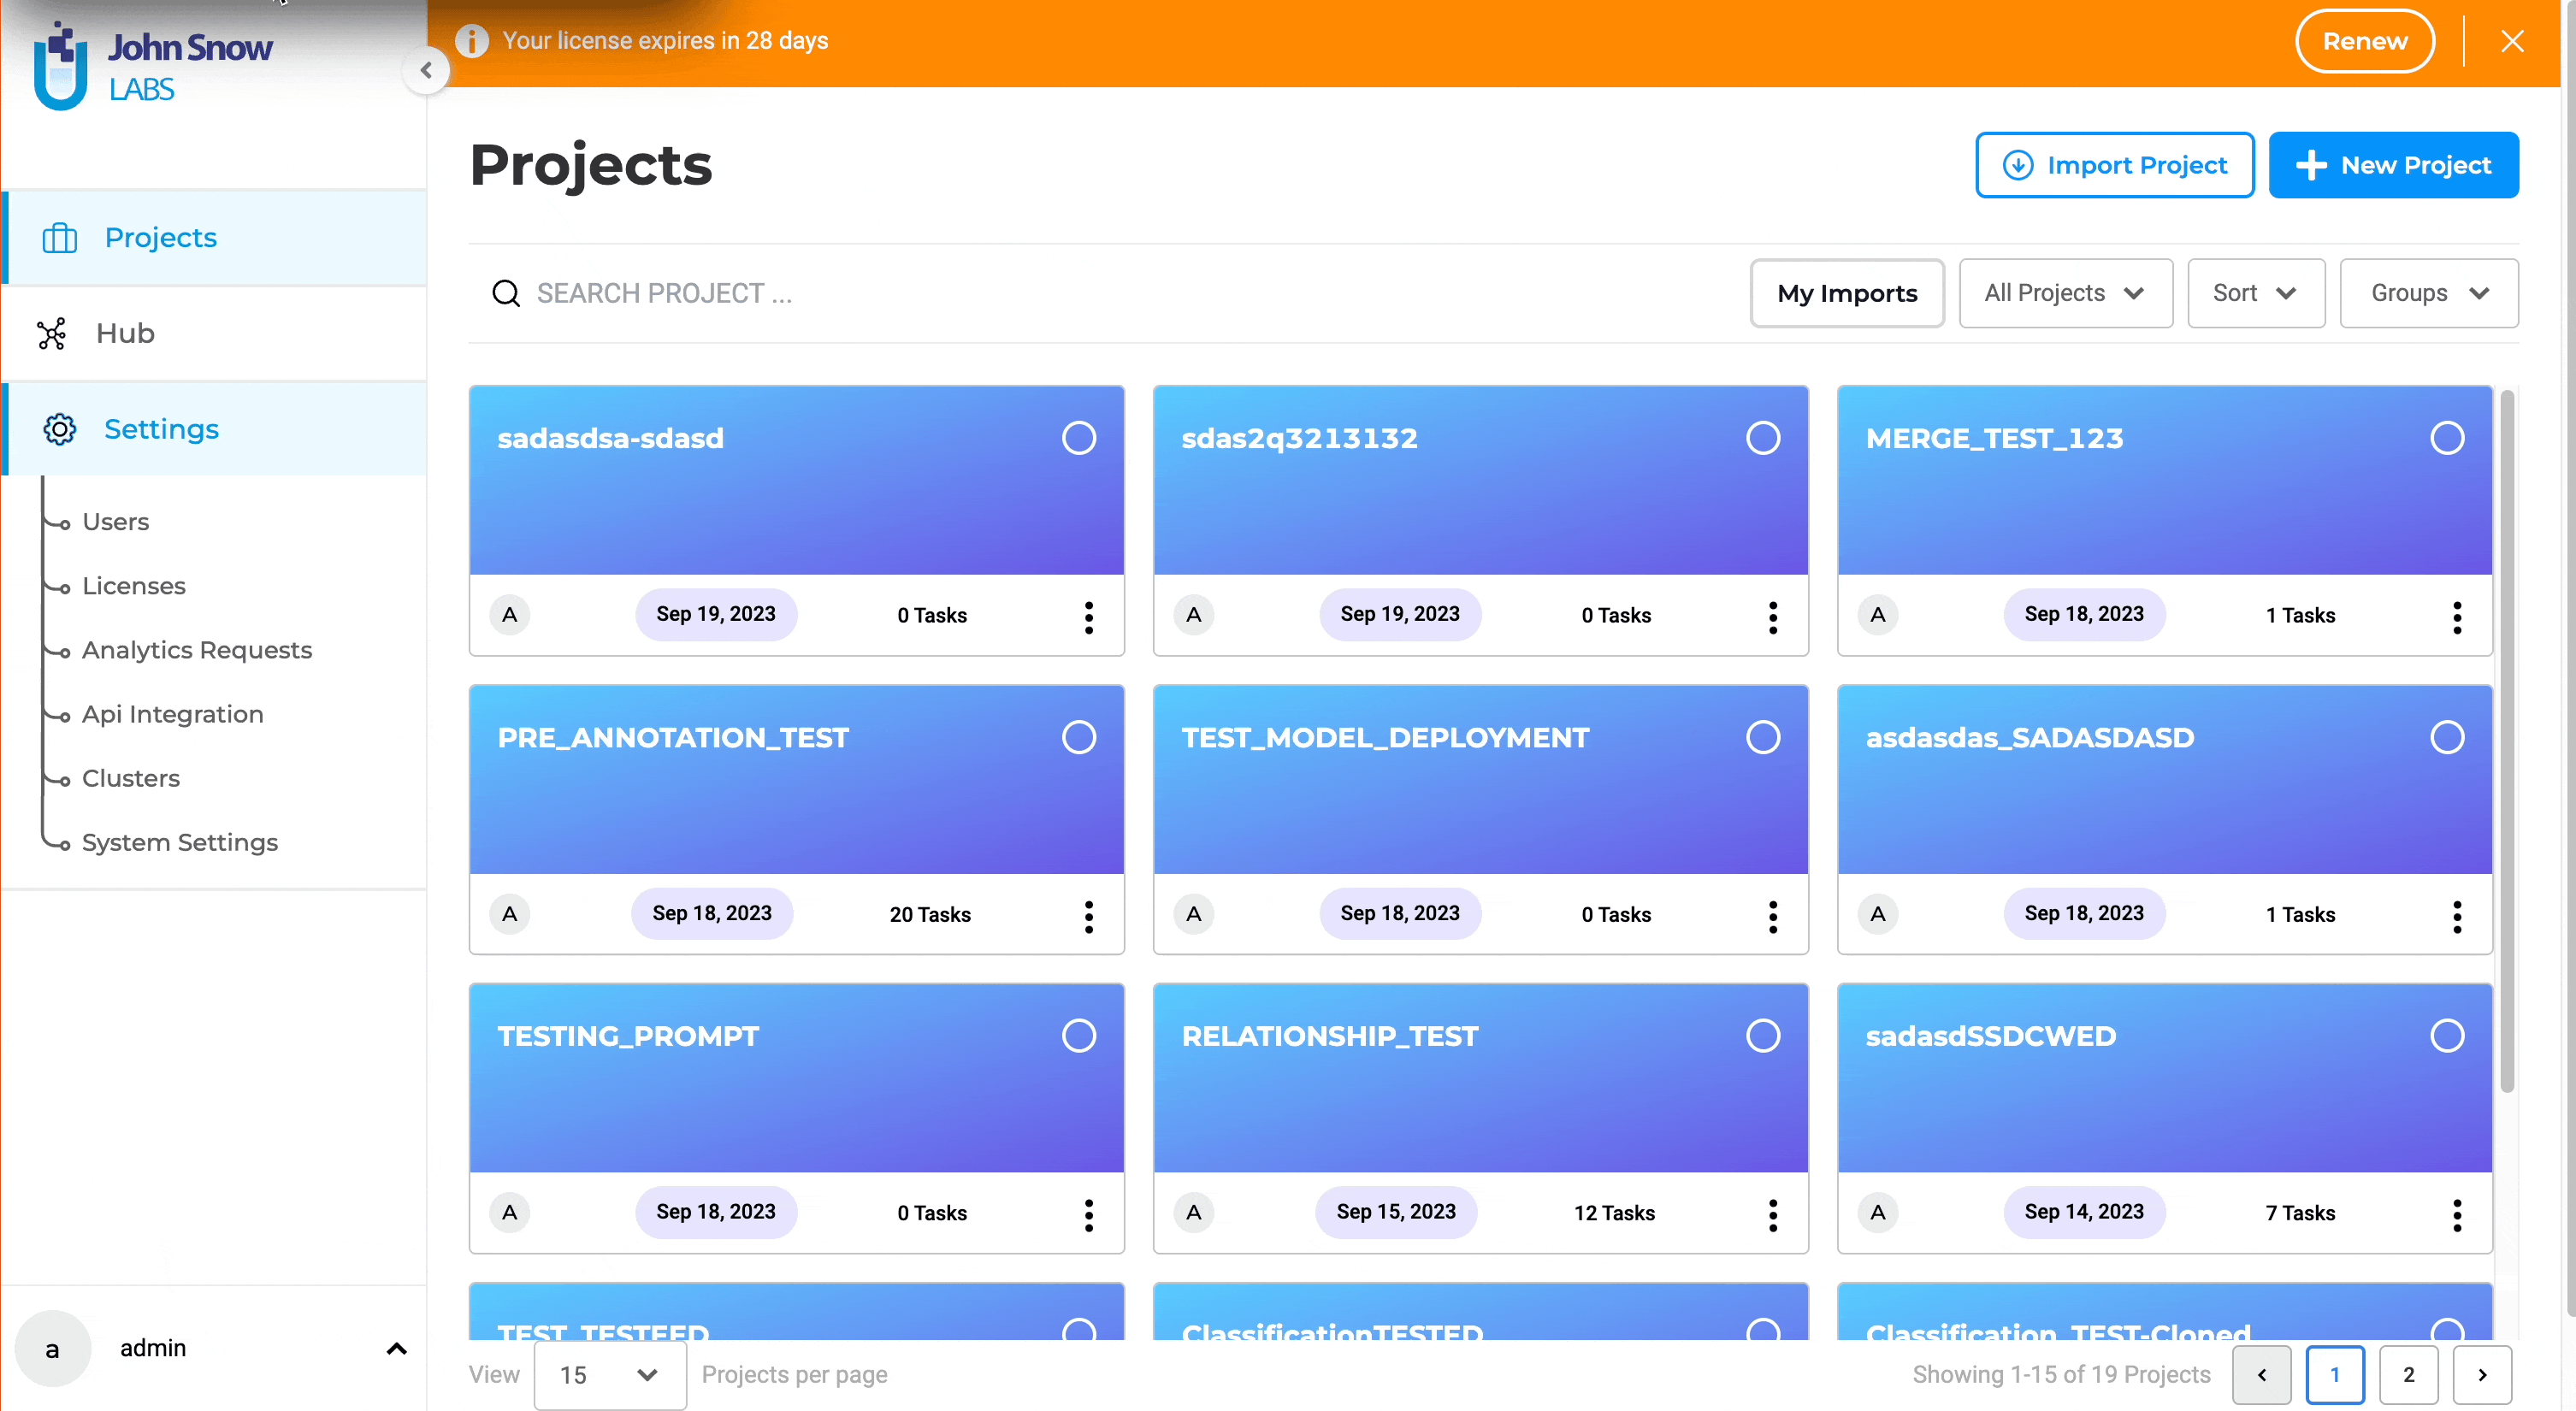 John Snow
LABS
Your license expires in 28 days
Renew
Projects
Import Project
New Project
Projects
Hub
Settings
Users
Licenses
Analytics Requests
Api Integration
Clusters
System Settings
SEARCH PROJECT ...
My Imports
All Projects
Sort
Groups
sadasdsa-sdasd
A
Sep 19, 2023
0 Tasks
sdas2q3213132
A
Sep 19, 2023
0 Tasks
MERGE_TEST_123
A
Sep 18, 2023
1 Tasks
PRE_ANNOTATION_TEST
A
Sep 18, 2023
20 Tasks
TEST_MODEL_DEPLOYMENT
A
Sep 18, 2023
0 Tasks
asdasdas_SADASDASD
A
Sep 18, 2023
1 Tasks
TESTING_PROMPT
A
Sep 18, 2023
0 Tasks
RELATIONSHIP_TEST
A
Sep 15, 2023
12 Tasks
sadasdSSDCWED
A
Sep 14, 2023
7 Tasks
ClassificationTESTED
Classification_TEST-Cloned
a
admin
View
15
Projects per page
Showing 1-15 of 19 Projects
1
2